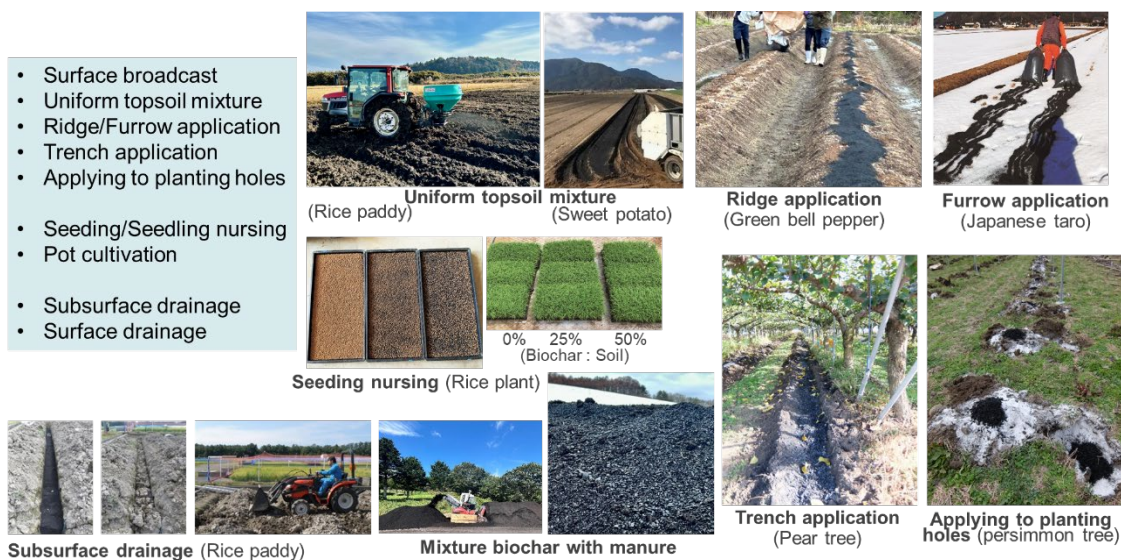 • Surface broadcast
• Uniform topsoil mixture
• Ridge/Furrow application
• Trench application
• Applying to planting holes
• Seeding/Seedling nursing
• Pot cultivation
• Subsurface drainage
• Surface drainage
Uniform topsoil mixture
(Rice paddy) (Sweet potato)
Ridge application
(Green bell pepper)
Furrow application
(Japanese taro)
0% 25% 50%
(Biochar : Soil)
Seeding nursing (Rice plant)
Subsurface drainage (Rice paddy)
Mixture biochar with manure
Trench application
(Pear tree)
Applying to planting
holes (persimmon tree)